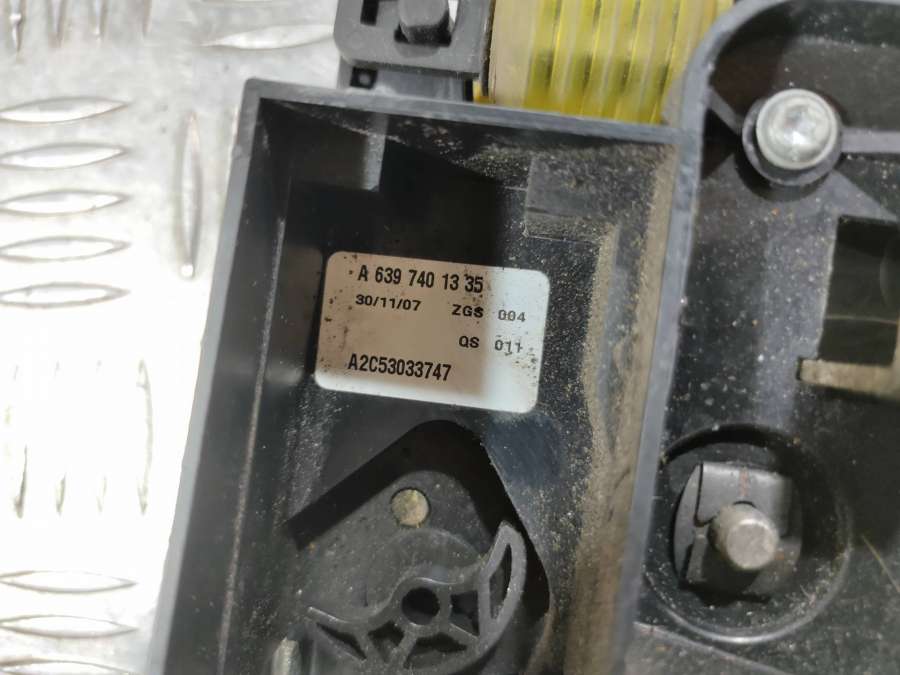 A 639 740 13 35
30/11/07 ZGS 004
QS 011
A2C53033747